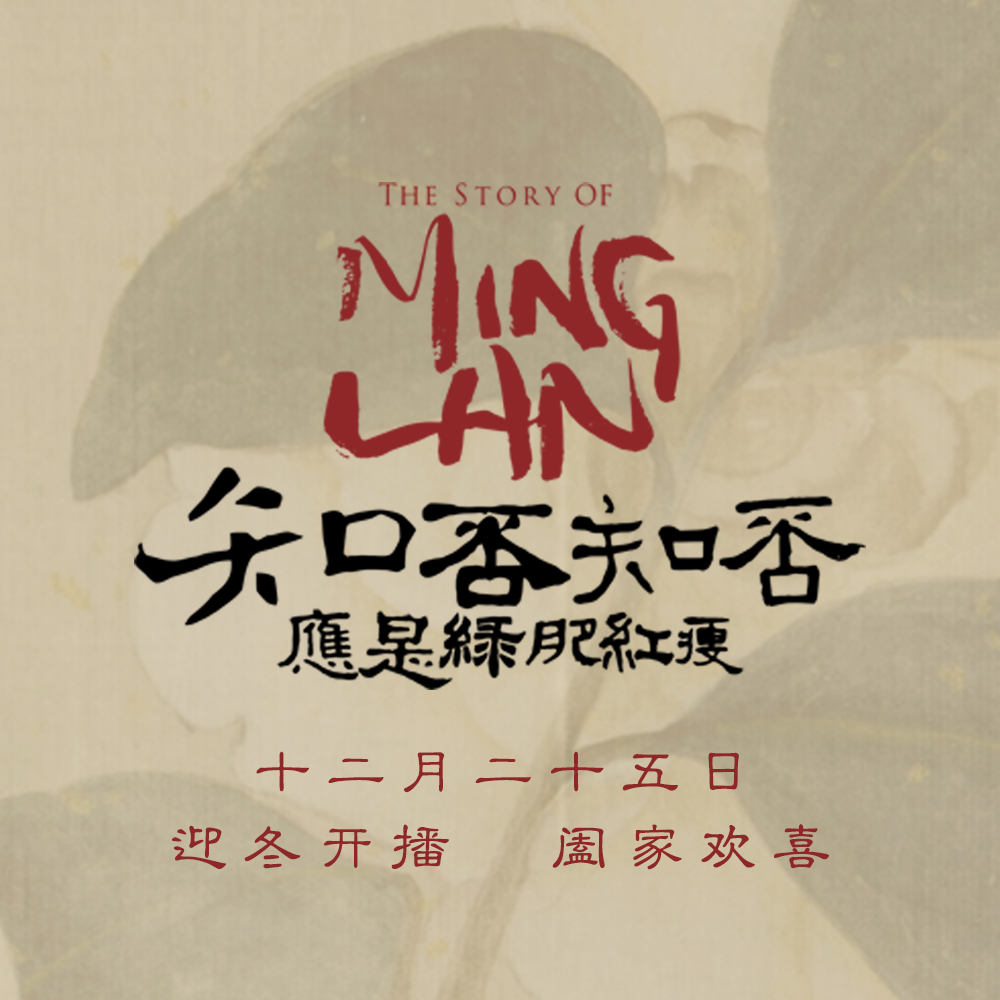 THE STORY OF
MING
LAN
知否知否
應是綠肥紅瘦
十二月二十五日
迎冬开播 阖家欢喜